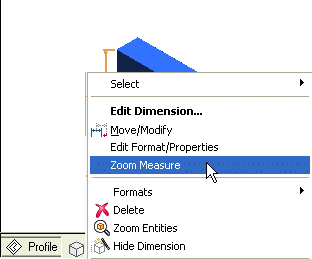 Select
Edit Dimension...
Move/Modify
Edit Format/Properties
Zoom Measure
Formats
Delete
Zoom Entities
Hide Dimension
Profile